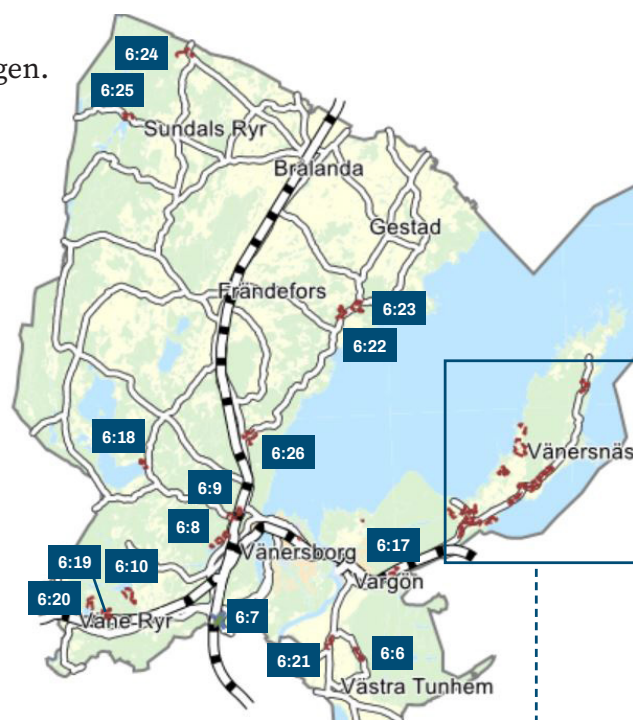 6:24
gen.
6:25
Sundals Ryr
Brålanda
Gestad
Frändefors
6:23
6:22
6:18
6:26
Vänersnäs
6:9
6:8
Vänersborg
6:17
6:19
6:10
Vargön
6:20
Väne-Ryr
6:7
6:21
6:6
Västra Tunhem